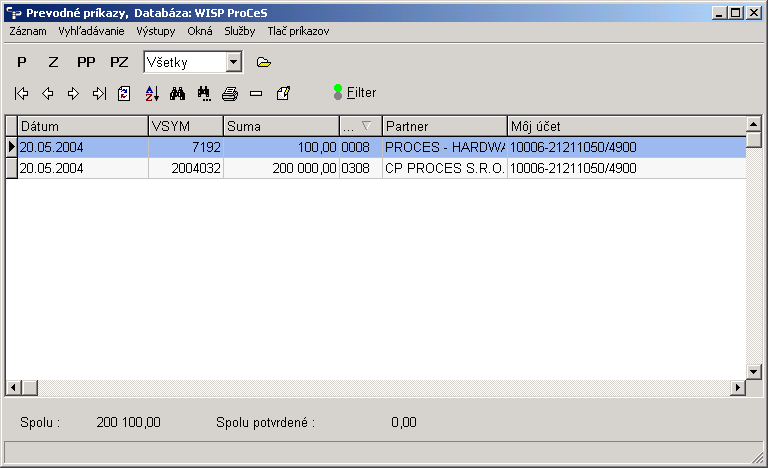 Prevodné príkazy, Databáza: WISP ProCeS
Záznam Vyhľadávanie Výstupy Okná Služby Tlač príkazov
P Z PP PZ Všetky
Filter
Dátum VSYM Suma ... Partner Môj účet
20.05.2004 7192 100,00 0008 PROCES - HARDWA 10006-21211050/4900
20.05.2004 2004032 200 000,00 0308 CP PROCES S.R.O. 10006-21211050/4900
Spolu : 200 100,00 Spolu potvrdené : 0,00